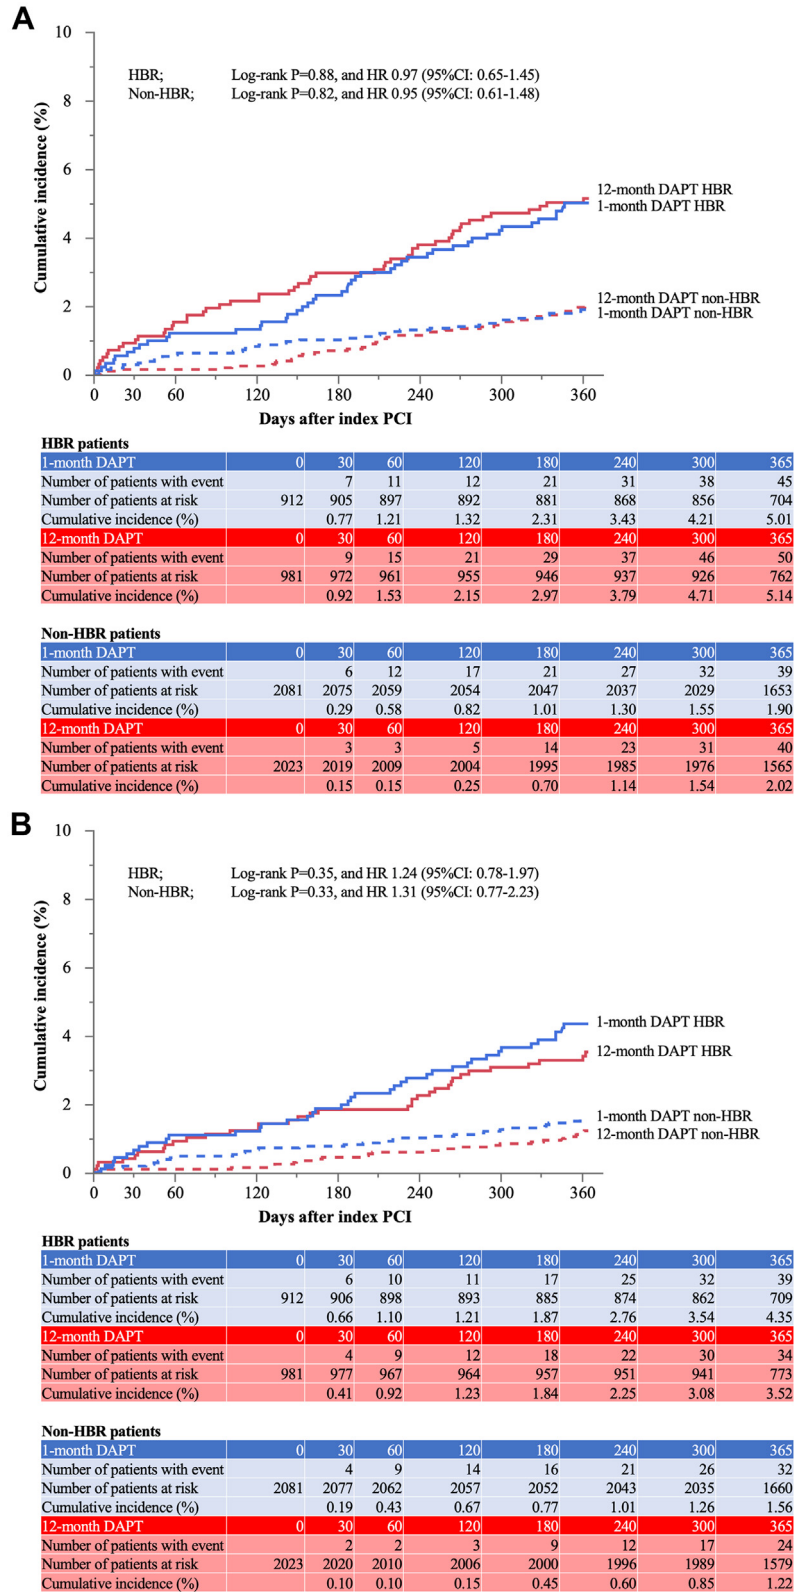 A
10
HBR; Log-rank P=0.88, and HR 0.97 (95%CI: 0.65-1.45)
Non-HBR; Log-rank P=0.82, and HR 0.95 (95%CI: 0.61-1.48)
8
6
4
2
0
Cumulative incidence (%)
12-month DAPT HBR
1-month DAPT HBR
12-month DAPT non-HBR
1-month DAPT non-HBR
0 30 60 120 180 240 300 360
Days after index PCI
HBR patients
1-month DAPT 0 30 60 120 180 240 300 365
Number of patients with event 7 11 12 21 31 38 45
Number of patients at risk 912 905 897 892 881 868 856 704
Cumulative incidence (%) 0.77 1.21 1.32 2.31 3.43 4.21 5.01
12-month DAPT 0 30 60 120 180 240 300 365
Number of patients with event 9 15 21 29 37 46 50
Number of patients at risk 981 972 961 955 946 937 926 762
Cumulative incidence (%) 0.92 1.53 2.15 2.97 3.79 4.71 5.14
Non-HBR patients
1-month DAPT 0 30 60 120 180 240 300 365
Number of patients with event 6 12 17 21 27 32 39
Number of patients at risk 2081 2075 2059 2054 2047 2037 2029 1653
Cumulative incidence (%) 0.29 0.58 0.82 1.01 1.30 1.55 1.90
12-month DAPT 0 30 60 120 180 240 300 365
Number of patients with event 3 3 5 14 23 31 40
Number of patients at risk 2023 2019 2009 2004 1995 1985 1976 1565
Cumulative incidence (%) 0.15 0.15 0.25 0.70 1.14 1.54 2.02
B
10
HBR; Log-rank P=0.35, and HR 1.24 (95%CI: 0.78-1.97)
Non-HBR; Log-rank P=0.33, and HR 1.31 (95%CI: 0.77-2.23)
8
6
4
2
0
Cumulative incidence (%)
1-month DAPT HBR
12-month DAPT HBR
1-month DAPT non-HBR
12-month DAPT non-HBR
0 30 60 120 180 240 300 360
Days after index PCI
HBR patients
1-month DAPT 0 30 60 120 180 240 300 365
Number of patients with event 6 10 11 17 25 32 39
Number of patients at risk 912 906 898 893 885 874 862 709
Cumulative incidence (%) 0.66 1.10 1.21 1.87 2.76 3.54 4.35
12-month DAPT 0 30 60 120 180 240 300 365
Number of patients with event 4 9 12 18 22 30 34
Number of patients at risk 981 977 967 964 957 951 941 773
Cumulative incidence (%) 0.41 0.92 1.23 1.84 2.25 3.08 3.52
Non-HBR patients
1-month DAPT 0 30 60 120 180 240 300 365
Number of patients with event 4 9 14 16 21 26 32
Number of patients at risk 2081 2077 2062 2057 2052 2043 2035 1660
Cumulative incidence (%) 0.19 0.43 0.67 0.77 1.01 1.26 1.56
12-month DAPT 0 30 60 120 180 240 300 365
Number of patients with event 2 2 3 9 12 17 24
Number of patients at risk 2023 2020 2010 2006 2000 1996 1989 1579
Cumulative incidence (%) 0.10 0.10 0.15 0.45 0.60 0.85 1.22